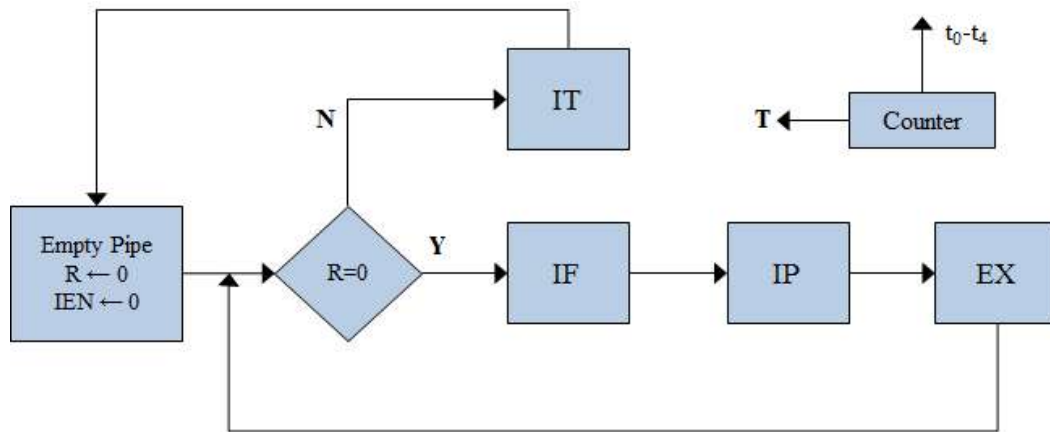 IT
t₀-t₄
N
T
Counter
Empty Pipe
R ← 0
IEN ← 0
R=0
Y
IF
IP
EX